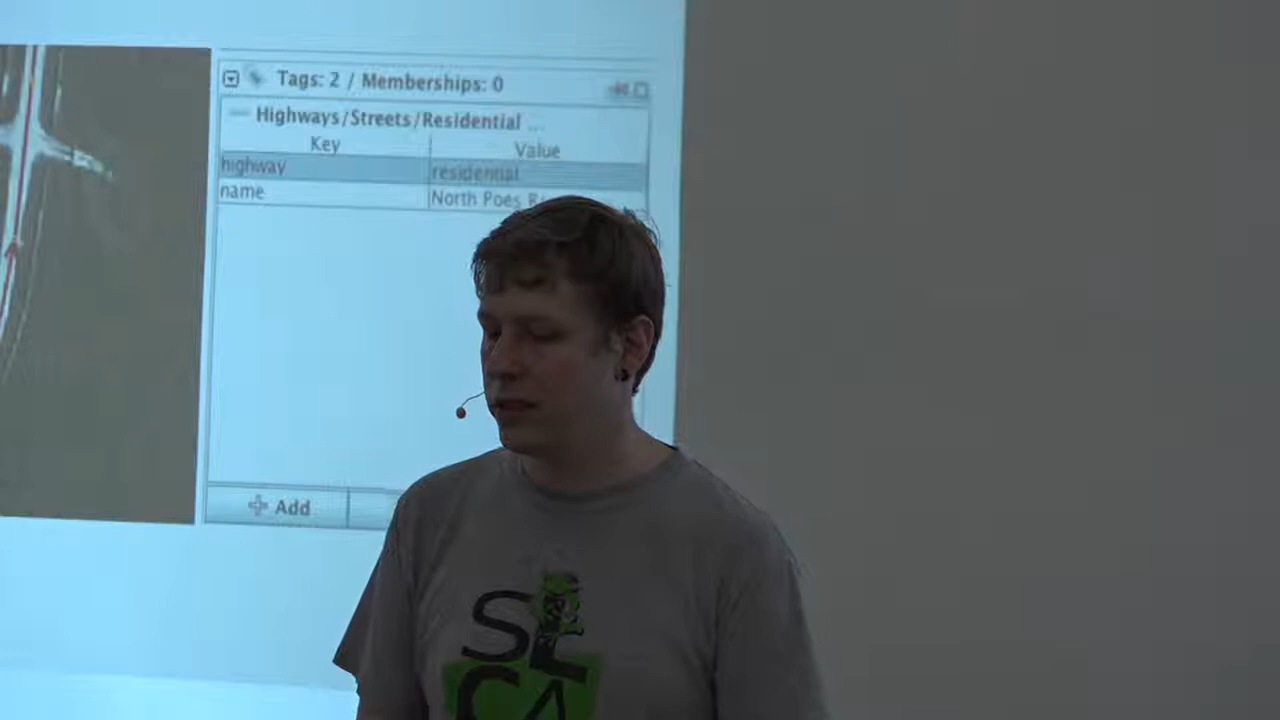 Tags: 2 / Memberships: 0
Highways/Streets/Residential ...
Key Value
highway residential
name North Poes
Add